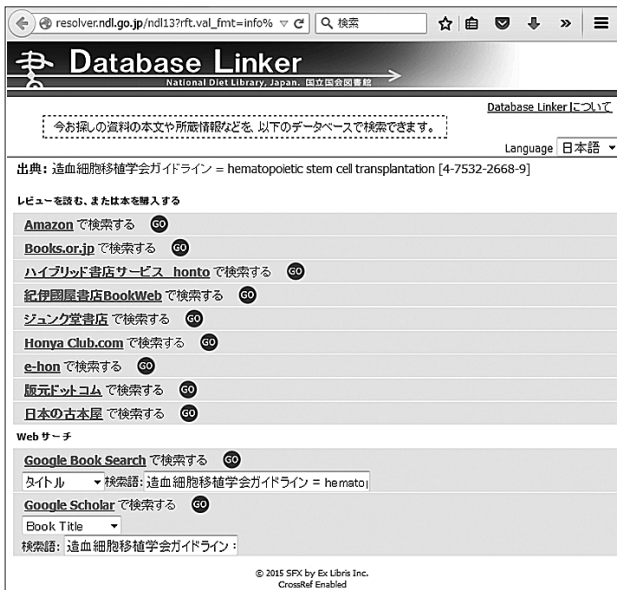 resolver.ndl.go.jp/ndl13?rft.val_fmt=info%
検索
Database Linker
National Diet Library, Japan. 国立国会図書館
Database Linkerについて
今お探しの資料の本文や所蔵情報などを、以下のデータベースで検索できます。
Language 日本語
出典: 造血細胞移植学会ガイドライン = hematopoietic stem cell transplantation [4-7532-2668-9]
レビューを読む、または本を購入する
Amazon で検索する GO
Books.or.jp で検索する GO
ハイブリッド書店サービス honto で検索する GO
紀伊國屋書店BookWeb で検索する GO
ジュンク堂書店 で検索する GO
Honya Club.com で検索する GO
e-hon で検索する GO
版元ドットコム で検索する GO
日本の古本屋 で検索する GO
Web サーチ
Google Book Search で検索する GO
タイトル 検索語: 造血細胞移植学会ガイドライン = hematop
Google Scholar で検索する GO
Book Title
検索語: 造血細胞移植学会ガイドライン =
© 2015 SFX by Ex Libris Inc.
CrossRef Enabled